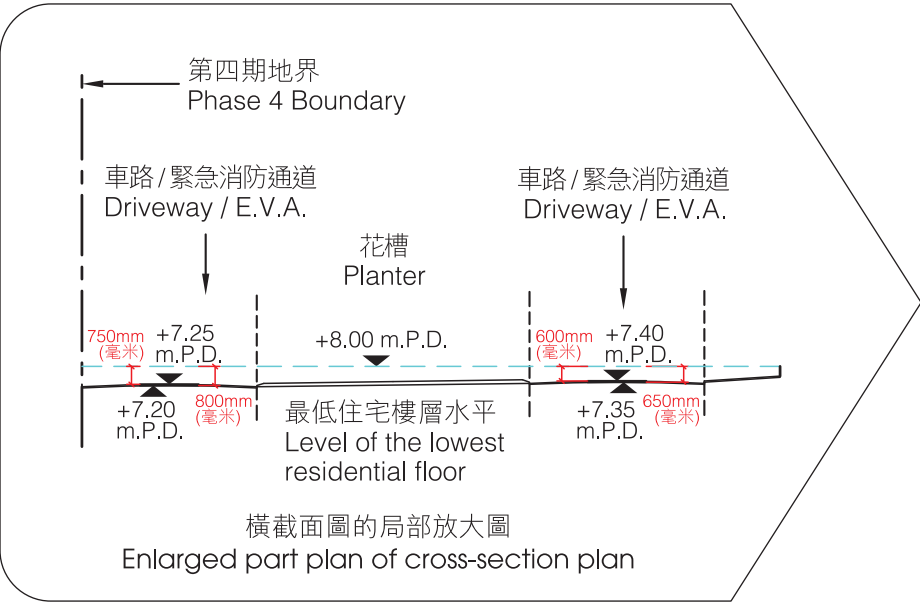 第四期地界
Phase 4 Boundary
車路/緊急消防通道
Driveway / E.V.A.
車路/緊急消防通道
Driveway / E.V.A.
花槽
Planter
750mm
(毫米)
+7.25
m.P.D.
+8.00 m.P.D.
600mm
(毫米)
+7.40
m.P.D.
+7.20
m.P.D.
800mm
(毫米)
最低住宅樓層水平
Level of the lowest
residential floor
+7.35
m.P.D.
650mm
(毫米)
橫截面圖的局部放大圖
Enlarged part plan of cross-section plan